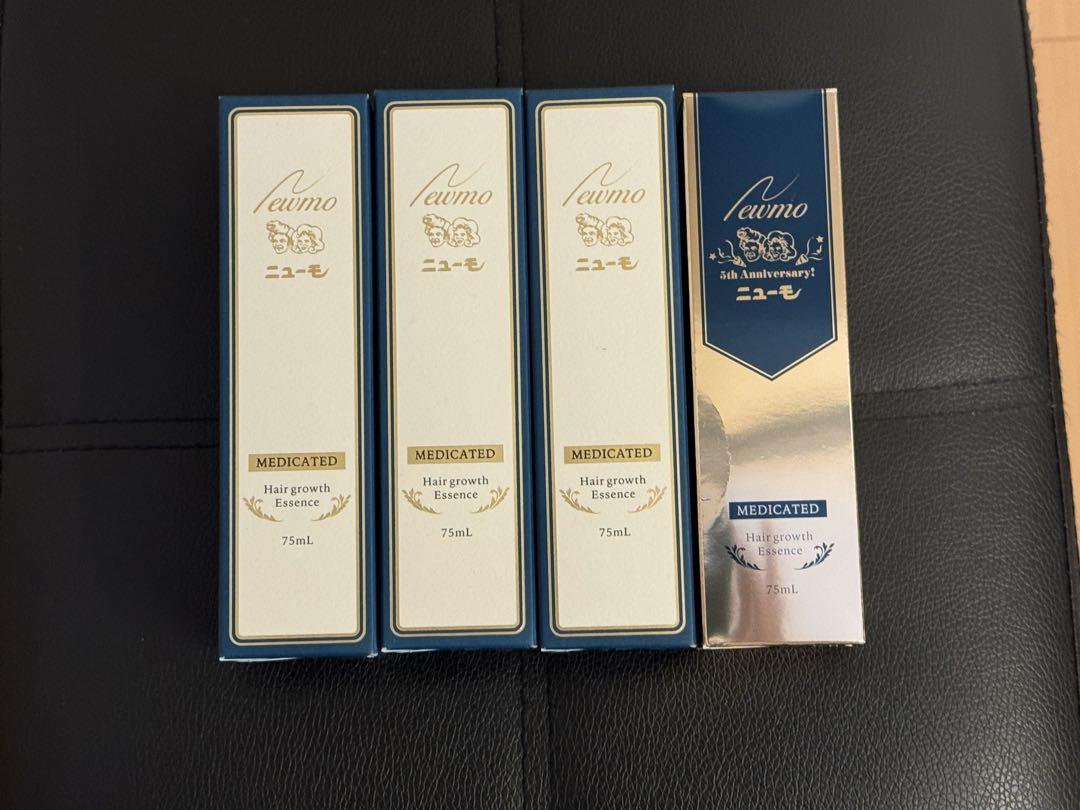 Newmo
ニューモ
MEDICATED
Hair growth
Essence
75mL
Newmo
ニューモ
MEDICATED
Hair growth
Essence
75mL
Newmo
ニューモ
MEDICATED
Hair growth
Essence
75mL
Newmo
5th Anniversary!
ニューモ
MEDICATED
Hair growth
Essence
75mL